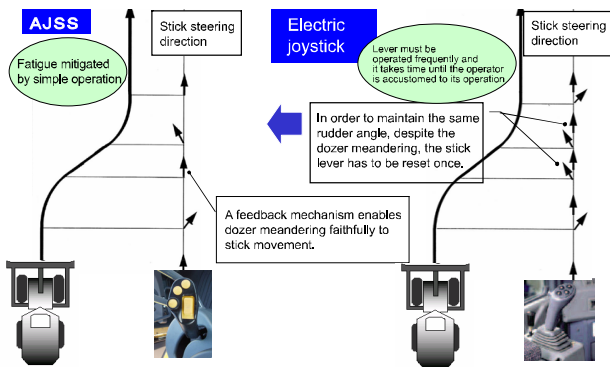 AJSS
Stick steering
direction
Fatigue mitigated
by simple operation
A feedback mechanism enables
dozer meandering faithfully to
stick movement.
Electric
joystick
Stick steering
direction
Lever must be
operated frequently and
it takes time until the operator
is accustomed to its operation
In order to maintain the same
rudder angle, despite the
dozer meandering, the stick
lever has to be reset once.